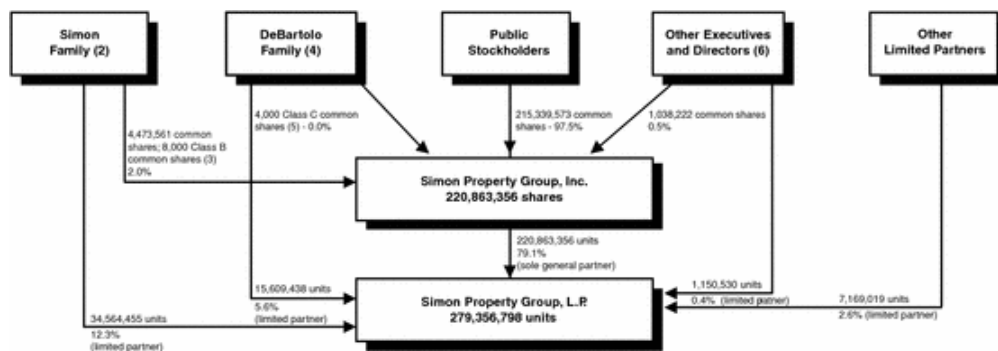 Simon
Family (2)
DeBartolo
Family (4)
Public
Stockholders
Other Executives
and Directors (6)
Other
Limited Partners
4,473,561 common
shares; 8,000 Class B
common shares (3)
2.0%
4,000 Class C common
shares (5) - 0.0%
215,339,573 common
shares - 97.5%
1,038,222 common shares
0.5%
Simon Property Group, Inc.
220,863,356 shares
220,863,356 units
79.1%
(sole general partner)
Simon Property Group, L.P.
279,356,798 units
34,564,455 units
12.3%
(limited partner)
15,609,438 units
5.6%
(limited partner)
1,150,530 units
0.4% (limited partner)
7,169,019 units
2.6% (limited partner)